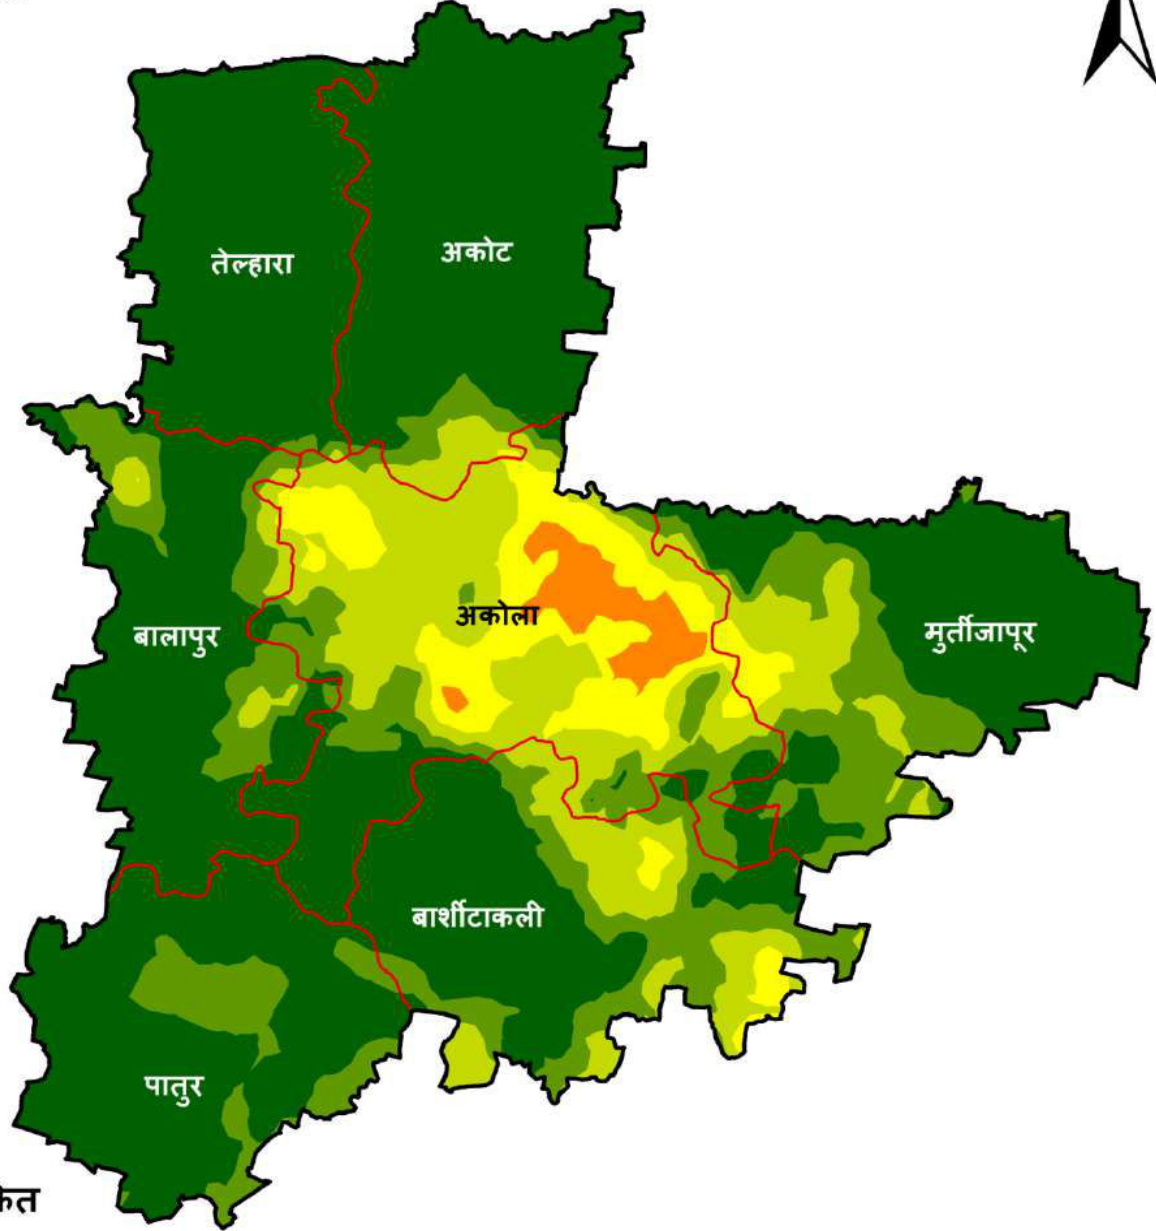 तेल्हारा
अकोट
अकोला
बालापुर
मुर्तीजापूर
बार्शीटाकली
पातुर